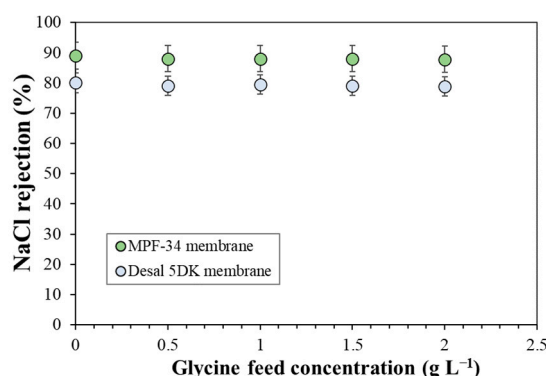 100
90
80
70
60
50
40
30
20
10
0
NaCl rejection (%)
MPF-34 membrane
Desal 5DK membrane
0 0.5 1 1.5 2 2.5
Glycine feed concentration (g L⁻¹)